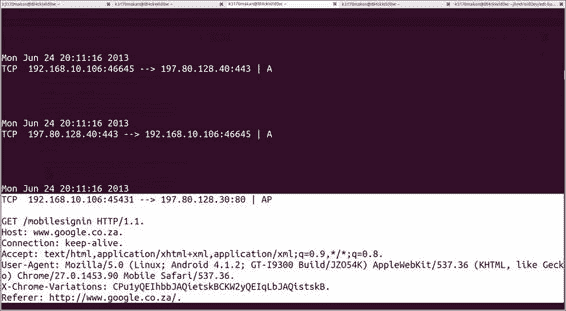 k3170makan@l84ckwid0w: ~
Mon Jun 24 20:11:16 2013
TCP  192.168.10.106:46645 --> 197.80.128.40:443 | A
Mon Jun 24 20:11:16 2013
TCP  197.80.128.40:443 --> 192.168.10.106:46645 | A
Mon Jun 24 20:11:16 2013
TCP  192.168.10.106:45431 --> 197.80.128.30:80 | AP
GET /mobilesignin HTTP/1.1.
Host: www.google.co.za.
Connection: keep-alive.
Accept: text/html,application/xhtml+xml,application/xml;q=0.9,*/*;q=0.8.
User-Agent: Mozilla/5.0 (Linux; Android 4.1.2; GT-I9300 Build/JZO54K) AppleWebKit/537.36 (KHTML, like Geck
o) Chrome/27.0.1453.90 Mobile Safari/537.36.
X-Chrome-Variations: CPu1yQEIhbbJAQietskBCKW2yQEIqLbJAQistskB.
Referer: http://www.google.co.za/.